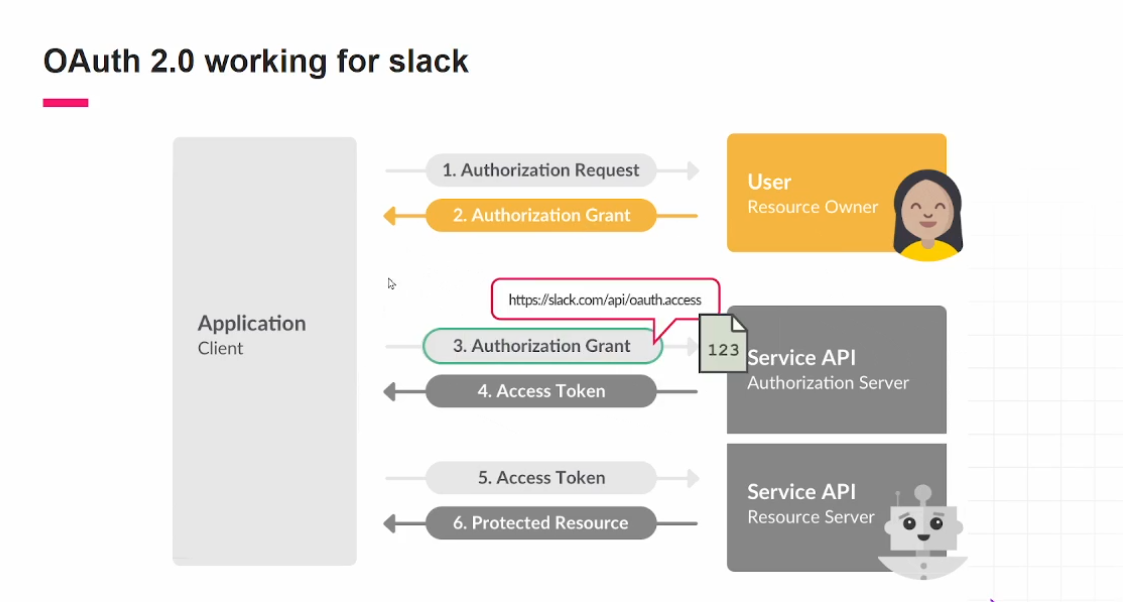 OAuth 2.0 working for slack
1. Authorization Request
2. Authorization Grant
User
Resource Owner
Application
Client
https://slack.com/api/oauth.access
3. Authorization Grant
123
4. Access Token
Service API
Authorization Server
5. Access Token
6. Protected Resource
Service API
Resource Server